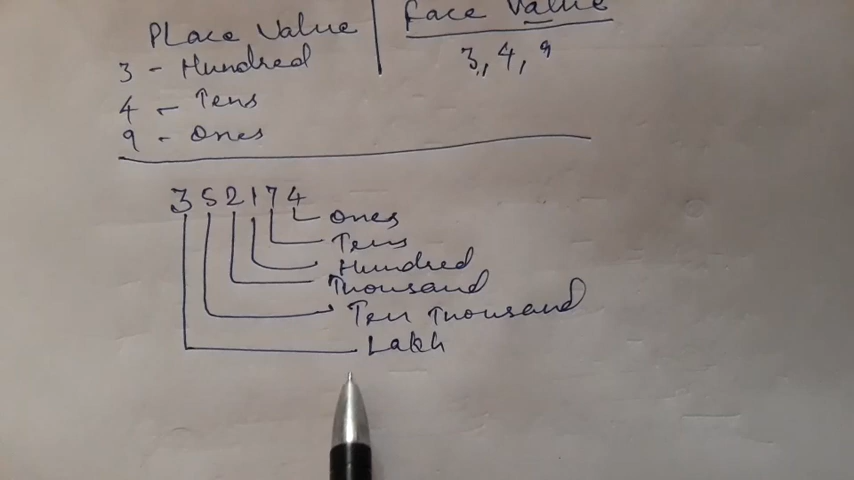 Place Value
3 - Hundred
4 - Tens
9 - Ones
Face Value
3, 4, 9
352174
Ones
Tens
Hundred
Thousand
Ten Thousand
Lakh